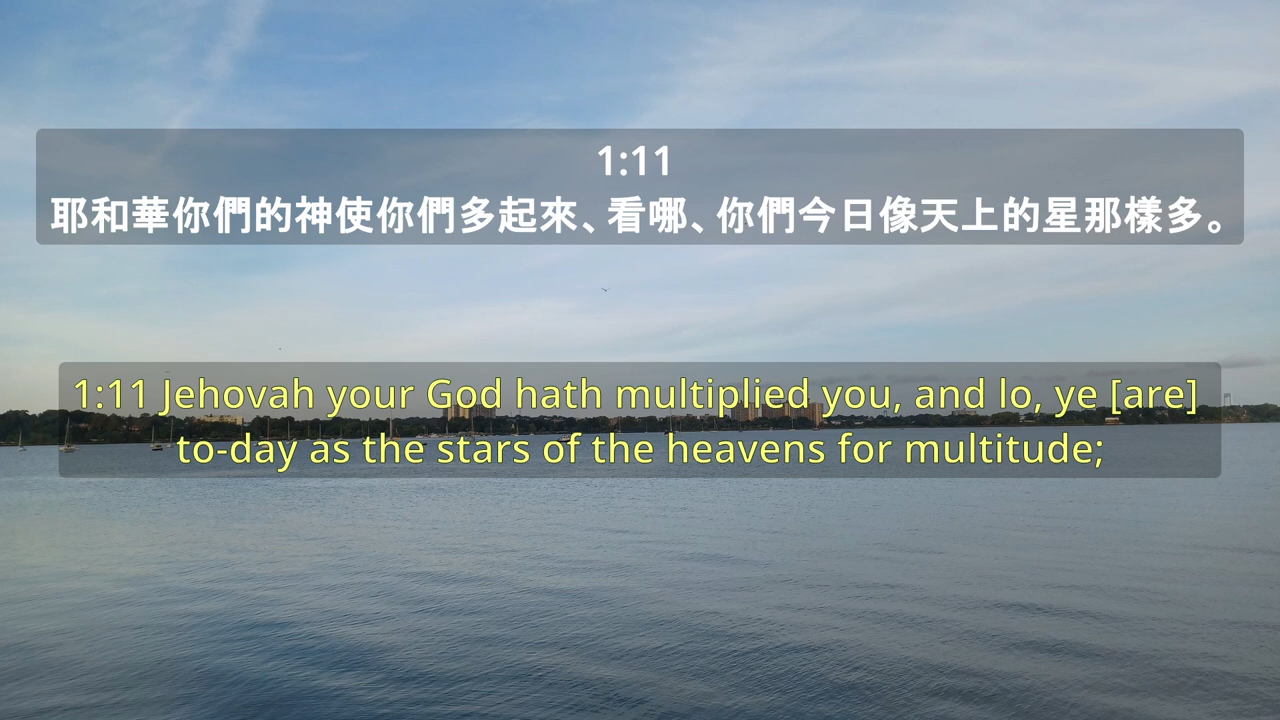 1:11
耶和華你們的神使你們多起來、看哪、你們今日像天上的星那樣多。
1:11 Jehovah your God hath multiplied you, and lo, ye [are]
to-day as the stars of the heavens for multitude;